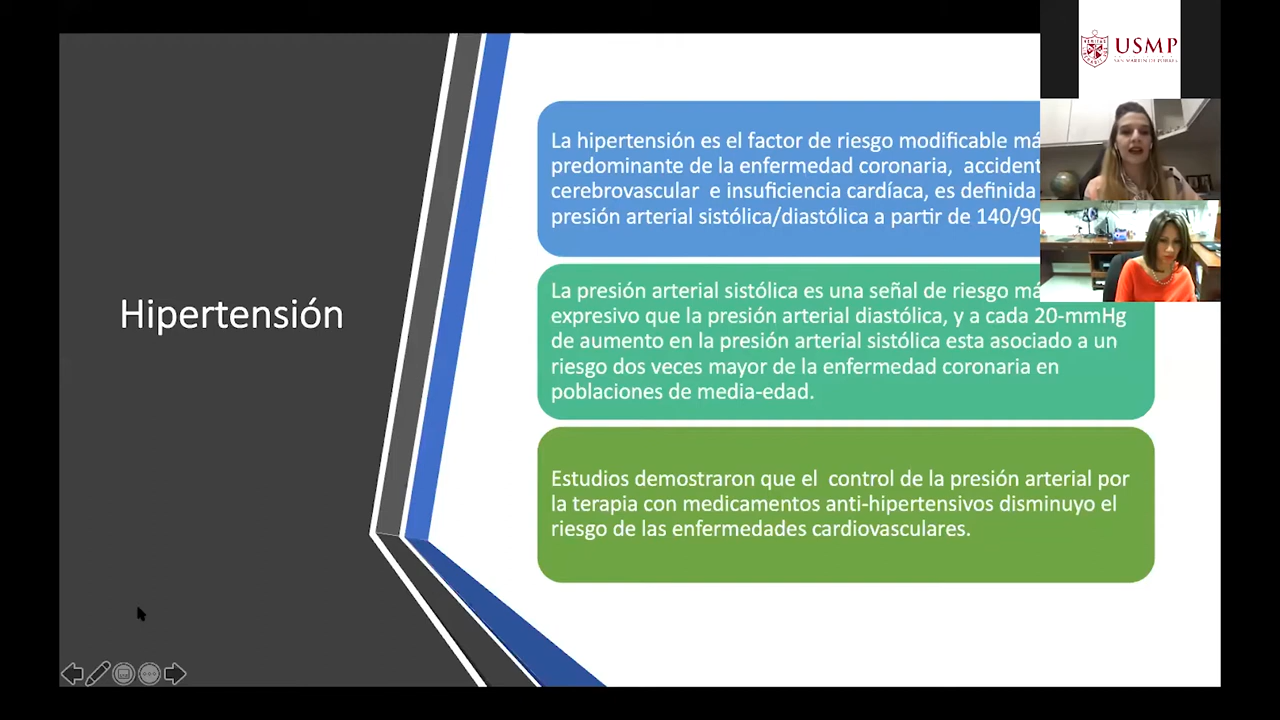 USMP
SAN MARTIN DE PORRES
Hipertensión
La hipertensión es el factor de riesgo modificable
predominante de la enfermedad coronaria,
cerebrovascular e insuficiencia cardíaca, es definida
presión arterial sistólica/diastólica a partir de 140/90
La presión arterial sistólica es una señal de riesgo
expresivo que la presión arterial diastólica, y a cada 20-mmHg
de aumento en la presión arterial sistólica esta asociado a un
riesgo dos veces mayor de la enfermedad coronaria en
poblaciones de media-edad.
Estudios demostraron que el control de la presión arterial por
la terapia con medicamentos anti-hipertensivos disminuyo el
riesgo de las enfermedades cardiovasculares.